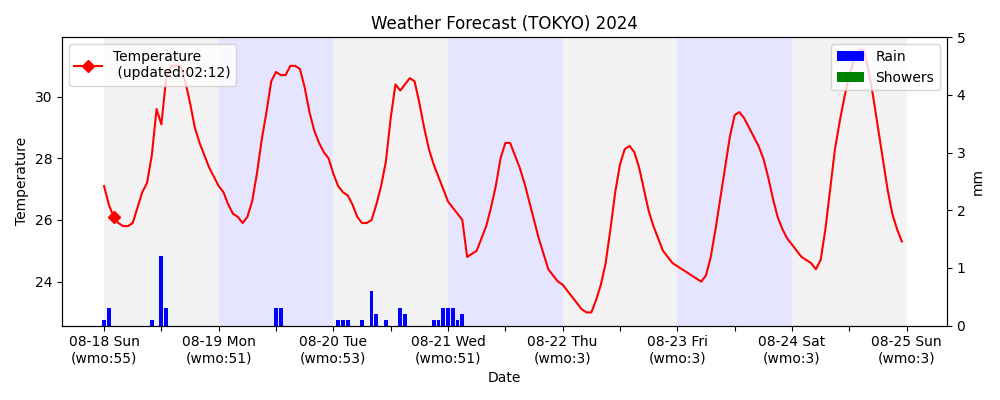 Weather Forecast (TOKYO) 2024
Temperature
(updated:02:12)
Rain
Showers
Temperature
30
28
26
24
5
4
3
2
1
0
mm
08-18 Sun
(wmo:55)
08-19 Mon
(wmo:51)
08-20 Tue
(wmo:53)
08-21 Wed
(wmo:51)
08-22 Thu
(wmo:3)
08-23 Fri
(wmo:3)
08-24 Sat
(wmo:3)
08-25 Sun
(wmo:3)
Date